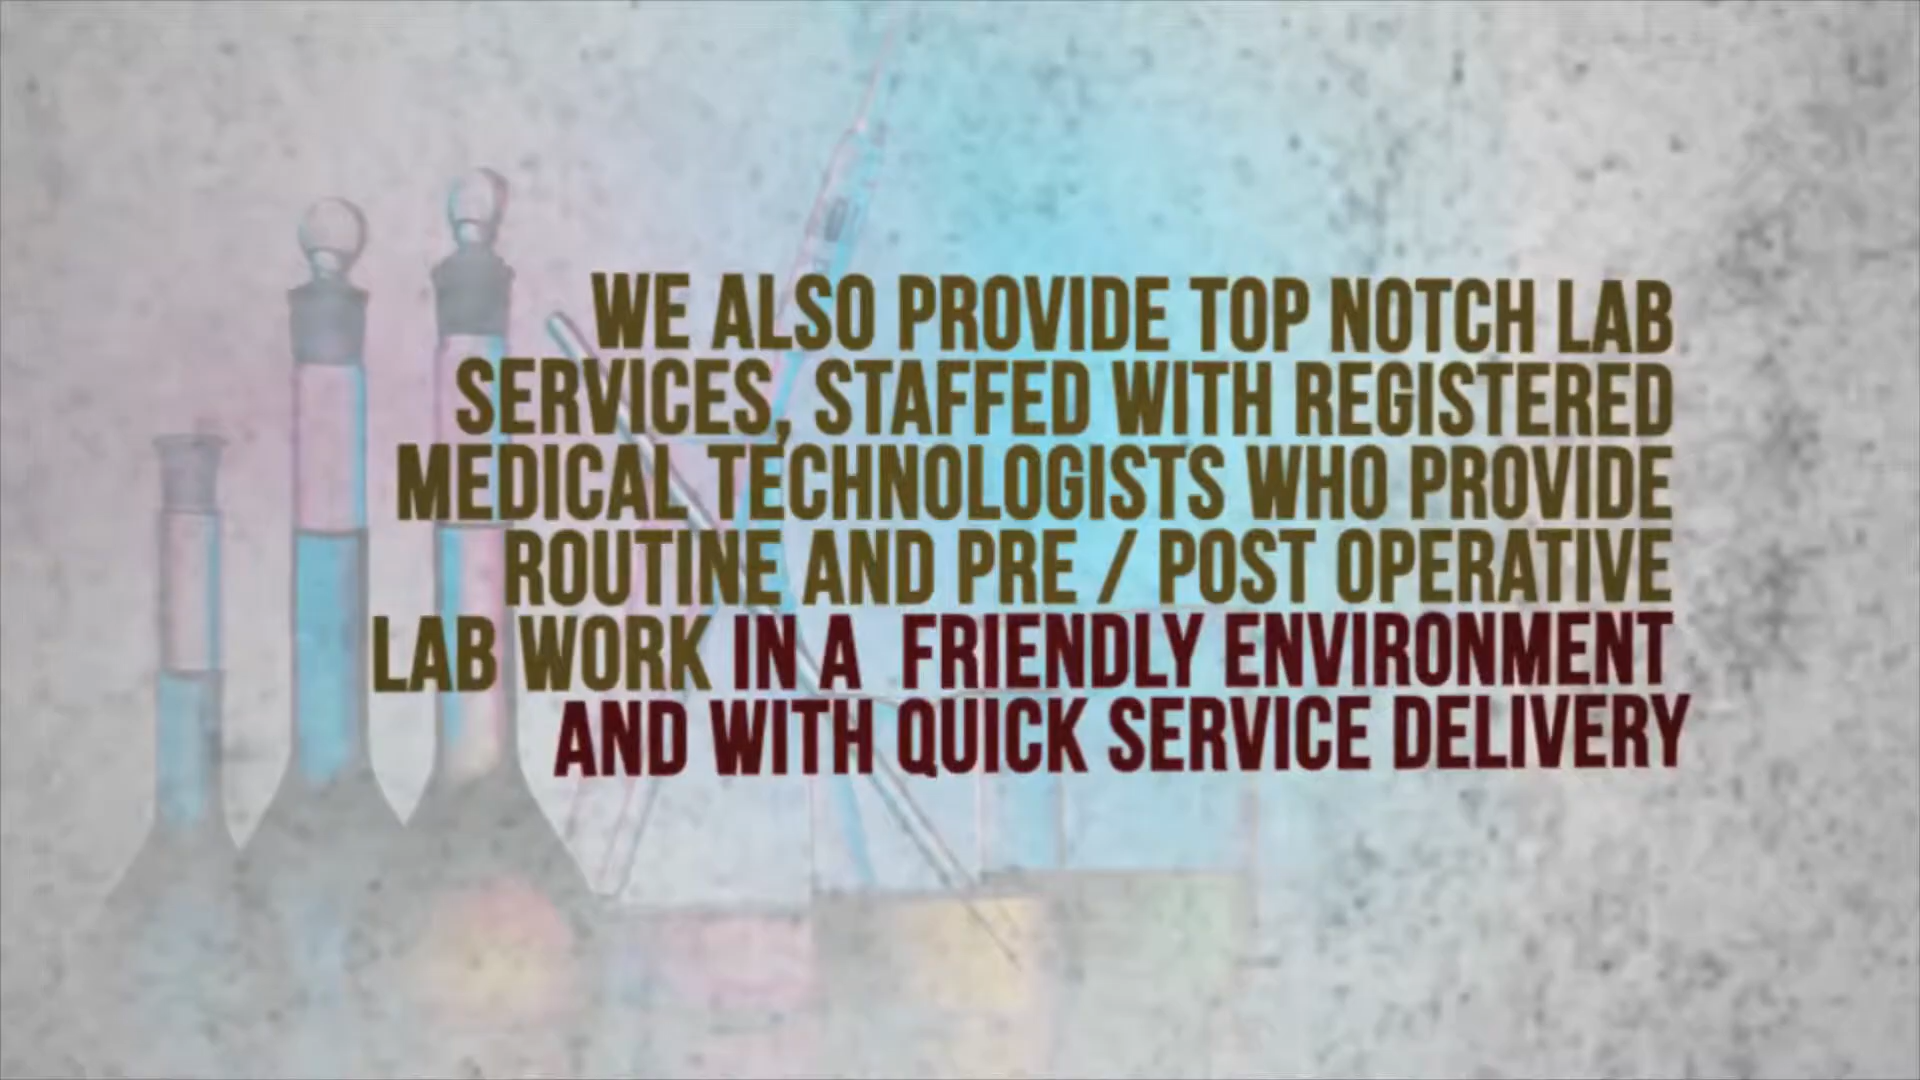 WE ALSO PROVIDE TOP NOTCH LAB
SERVICES, STAFFED WITH REGISTERED
MEDICAL TECHNOLOGISTS WHO PROVIDE
ROUTINE AND PRE / POST OPERATIVE
LAB WORK IN A FRIENDLY ENVIRONMENT
AND WITH QUICK SERVICE DELIVERY